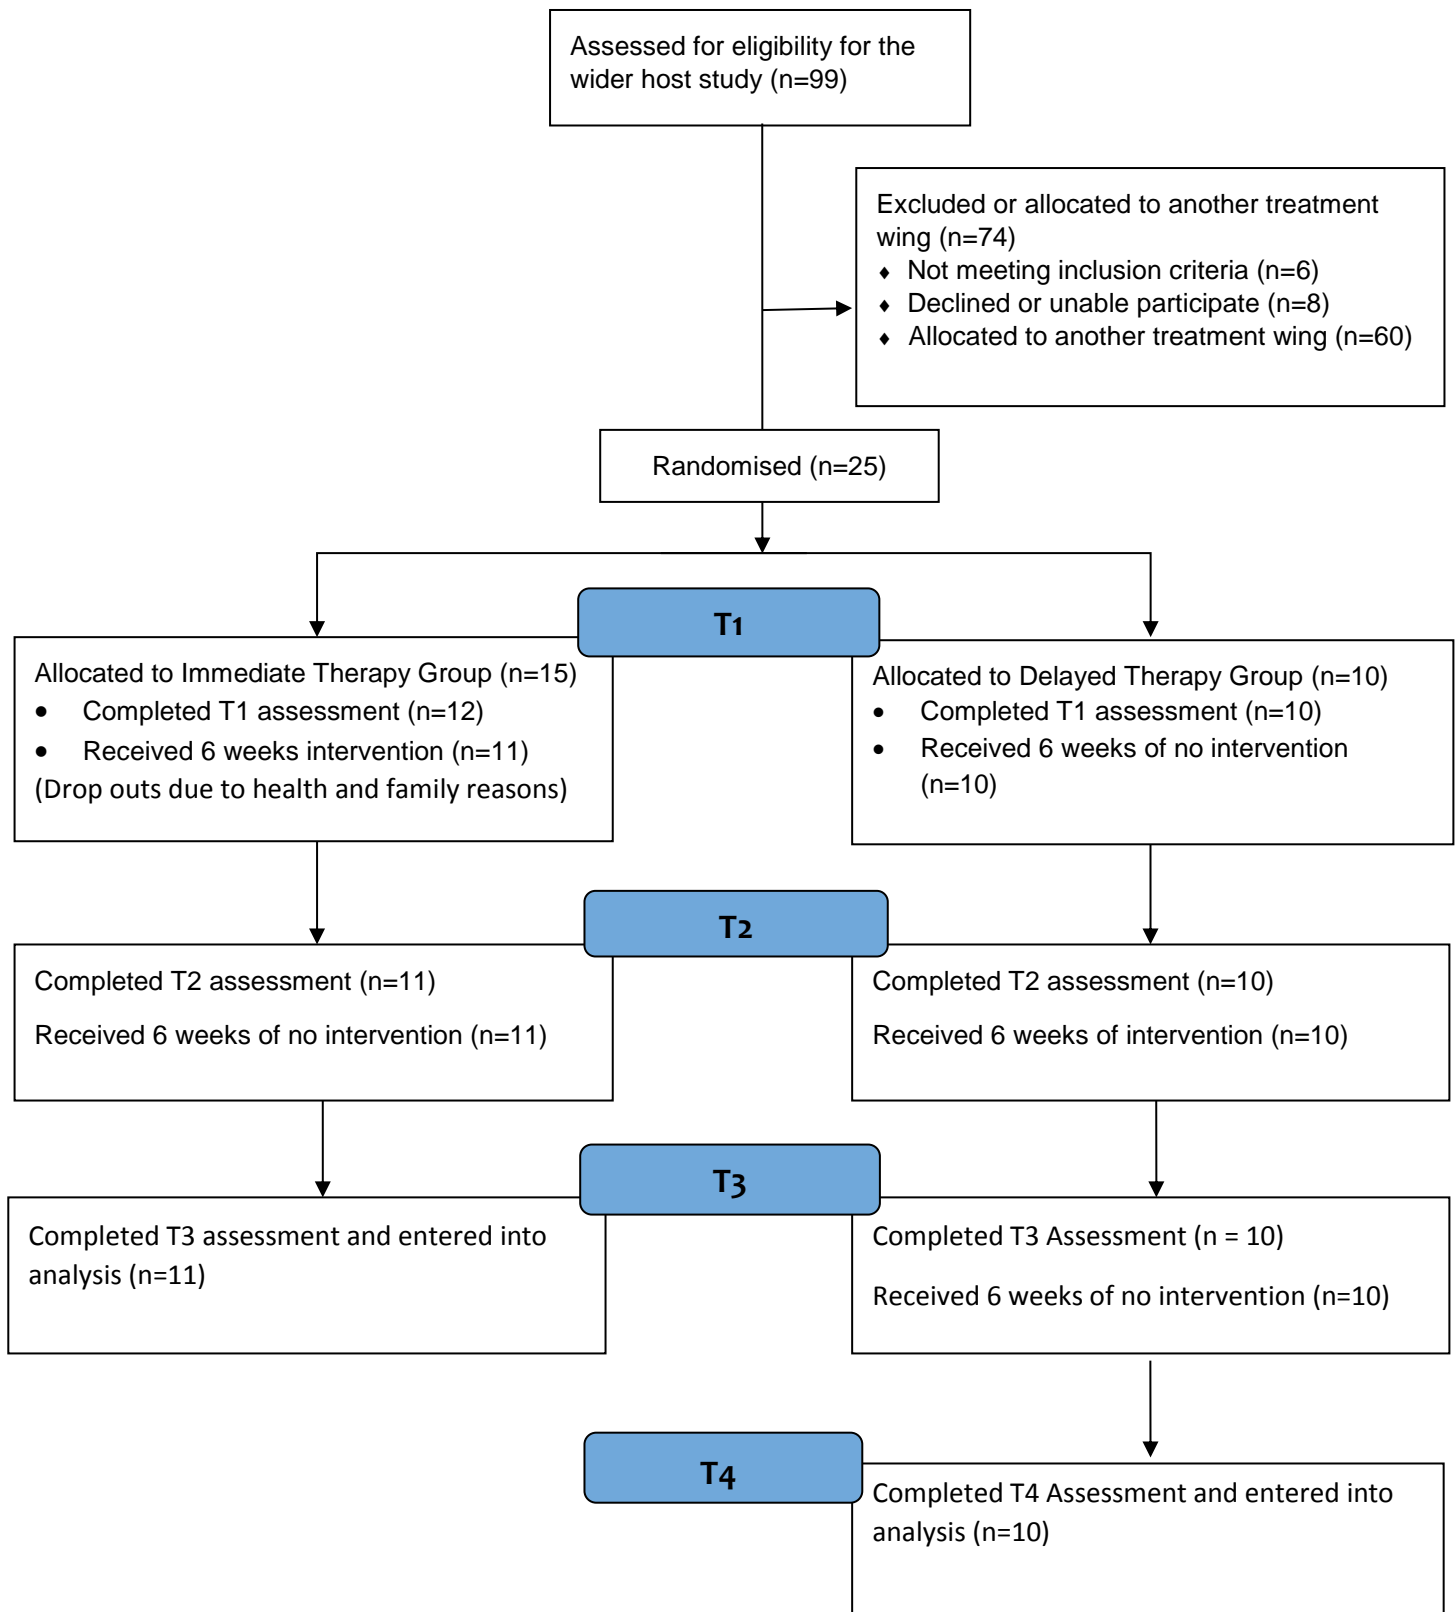 Assessed for eligibility for the
wider host study (n=99)
Excluded or allocated to another treatment
wing (n=74)
♦ Not meeting inclusion criteria (n=6)
♦ Declined or unable participate (n=8)
♦ Allocated to another treatment wing (n=60)
Randomised (n=25)
T1
Allocated to Immediate Therapy Group (n=15)
• Completed T1 assessment (n=12)
• Received 6 weeks intervention (n=11)
(Drop outs due to health and family reasons)
Allocated to Delayed Therapy Group (n=10)
• Completed T1 assessment (n=10)
• Received 6 weeks of no intervention
(n=10)
T2
Completed T2 assessment (n=11)
Received 6 weeks of no intervention (n=11)
Completed T2 assessment (n=10)
Received 6 weeks of intervention (n=10)
T3
Completed T3 assessment and entered into
analysis (n=11)
Completed T3 Assessment (n = 10)
Received 6 weeks of no intervention (n=10)
T4
Completed T4 Assessment and entered into
analysis (n=10)